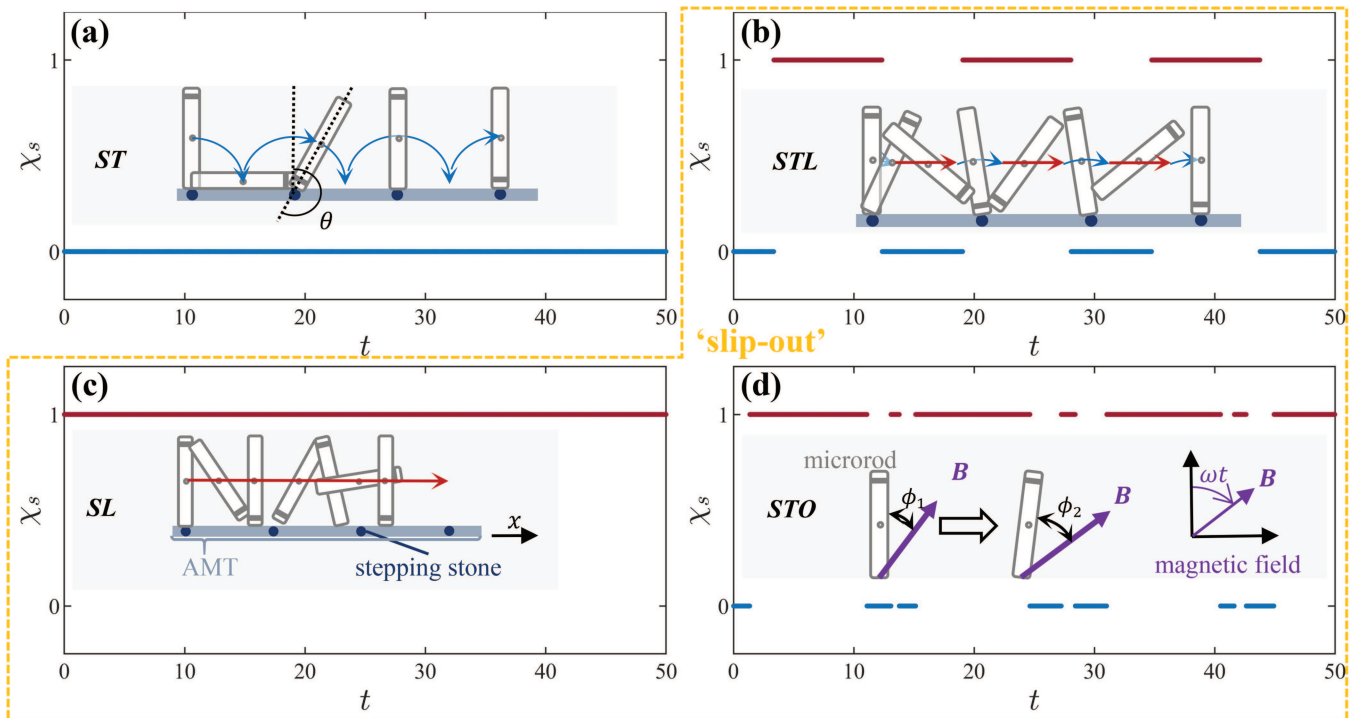 (a)
1
χs
ST
θ
0
0 10 20 30 40 50
t
(b)
1
χs
STL
0
0 10 20 30 40 50
t
'slip-out'
(c)
1
χs
SL
x
AMT
stepping stone
0
0 10 20 30 40 50
t
(d)
1
microrod
B
ωt
B
χs
STO
ϕ1
B
ϕ2
magnetic field
0
0 10 20 30 40 50
t